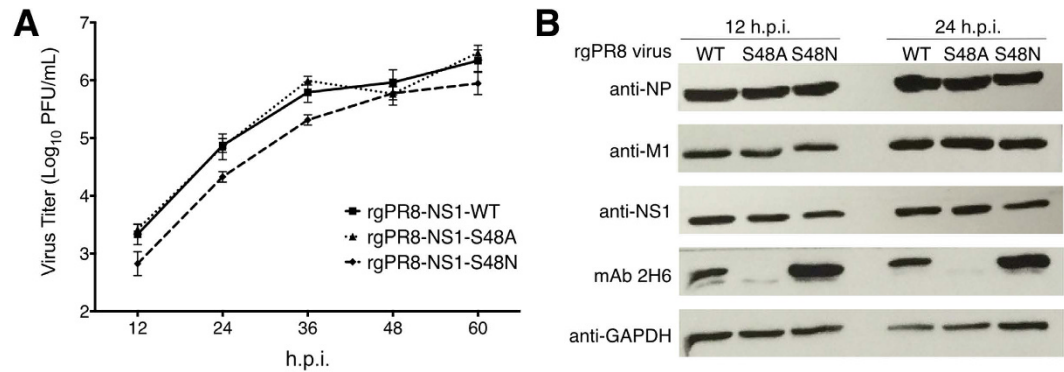 A
Virus Titer (Log10 PFU/mL)
7
6
5
4
3
2
12 24 36 48 60
h.p.i.
rgPR8-NS1-WT
rgPR8-NS1-S48A
rgPR8-NS1-S48N
B
12 h.p.i. 24 h.p.i.
rgPR8 virus WT S48A S48N WT S48A S48N
anti-NP
anti-M1
anti-NS1
mAb 2H6
anti-GAPDH